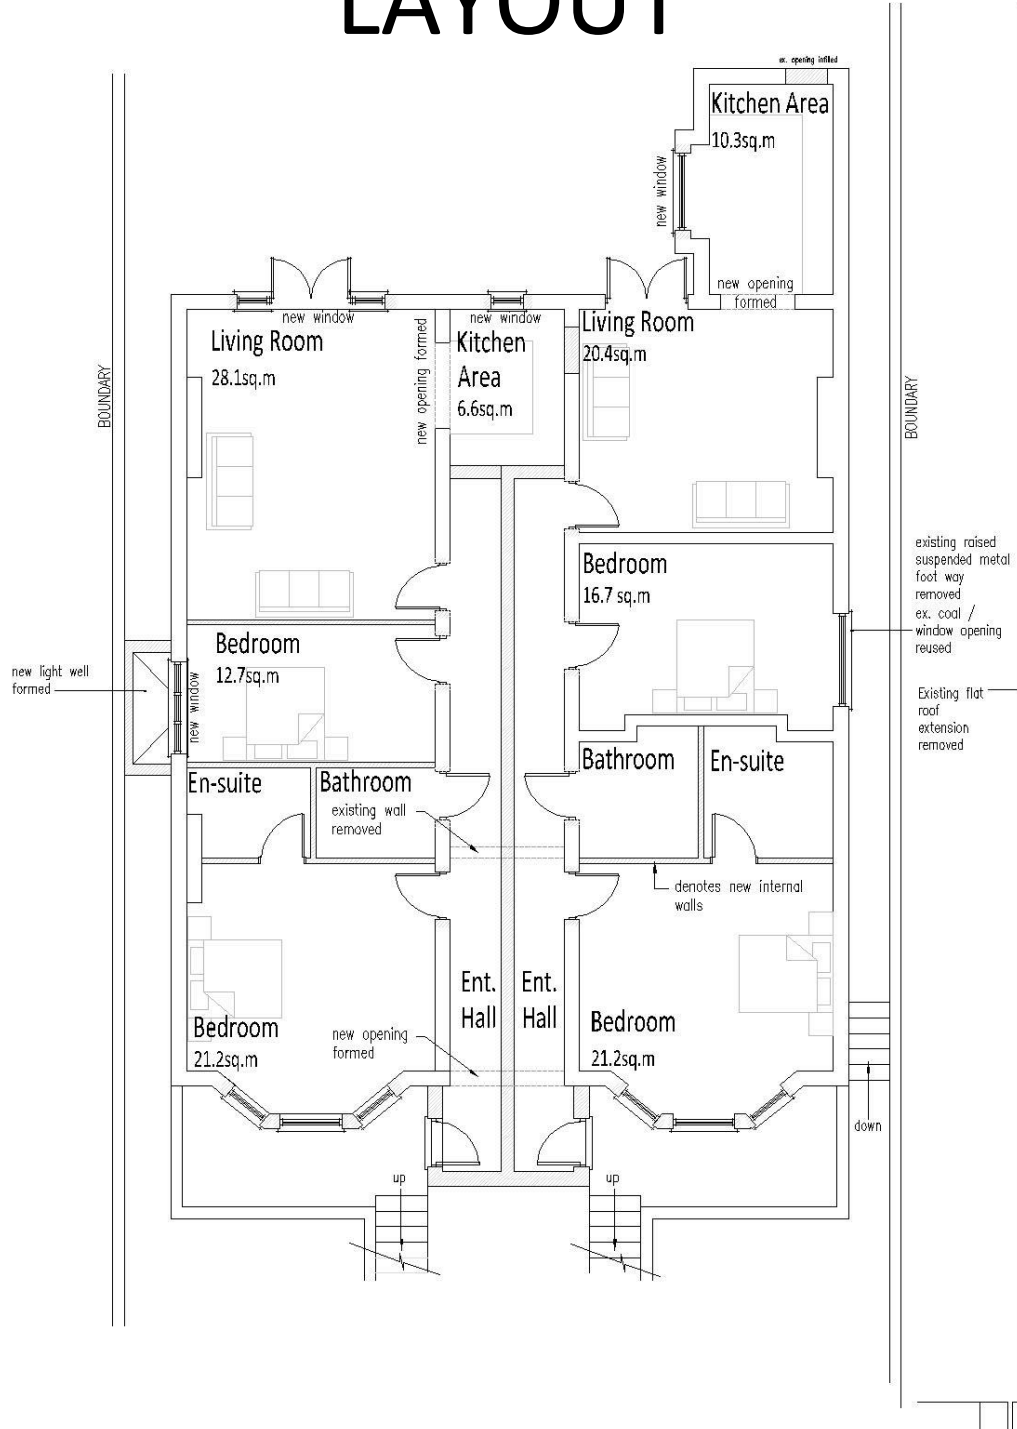 LAYOUT
ex. opening infilled
Kitchen Area
10.3sq.m
new window
new opening
formed
new window
new window
Living Room
28.1sq.m
new opening formed
Kitchen
Area
6.6sq.m
Living Room
20.4sq.m
BOUNDARY
BOUNDARY
existing raised
suspended metal
foot way
removed
ex. coal /
window opening
reused
Bedroom
16.7 sq.m
Bedroom
12.7sq.m
new window
new light well
formed
Existing flat
roof
extension
removed
En-suite
Bathroom
existing wall
removed
Bathroom
En-suite
denotes new internal
walls
Ent.
Hall
Ent.
Hall
Bedroom
21.2sq.m
new opening
formed
Bedroom
21.2sq.m
down
up
up